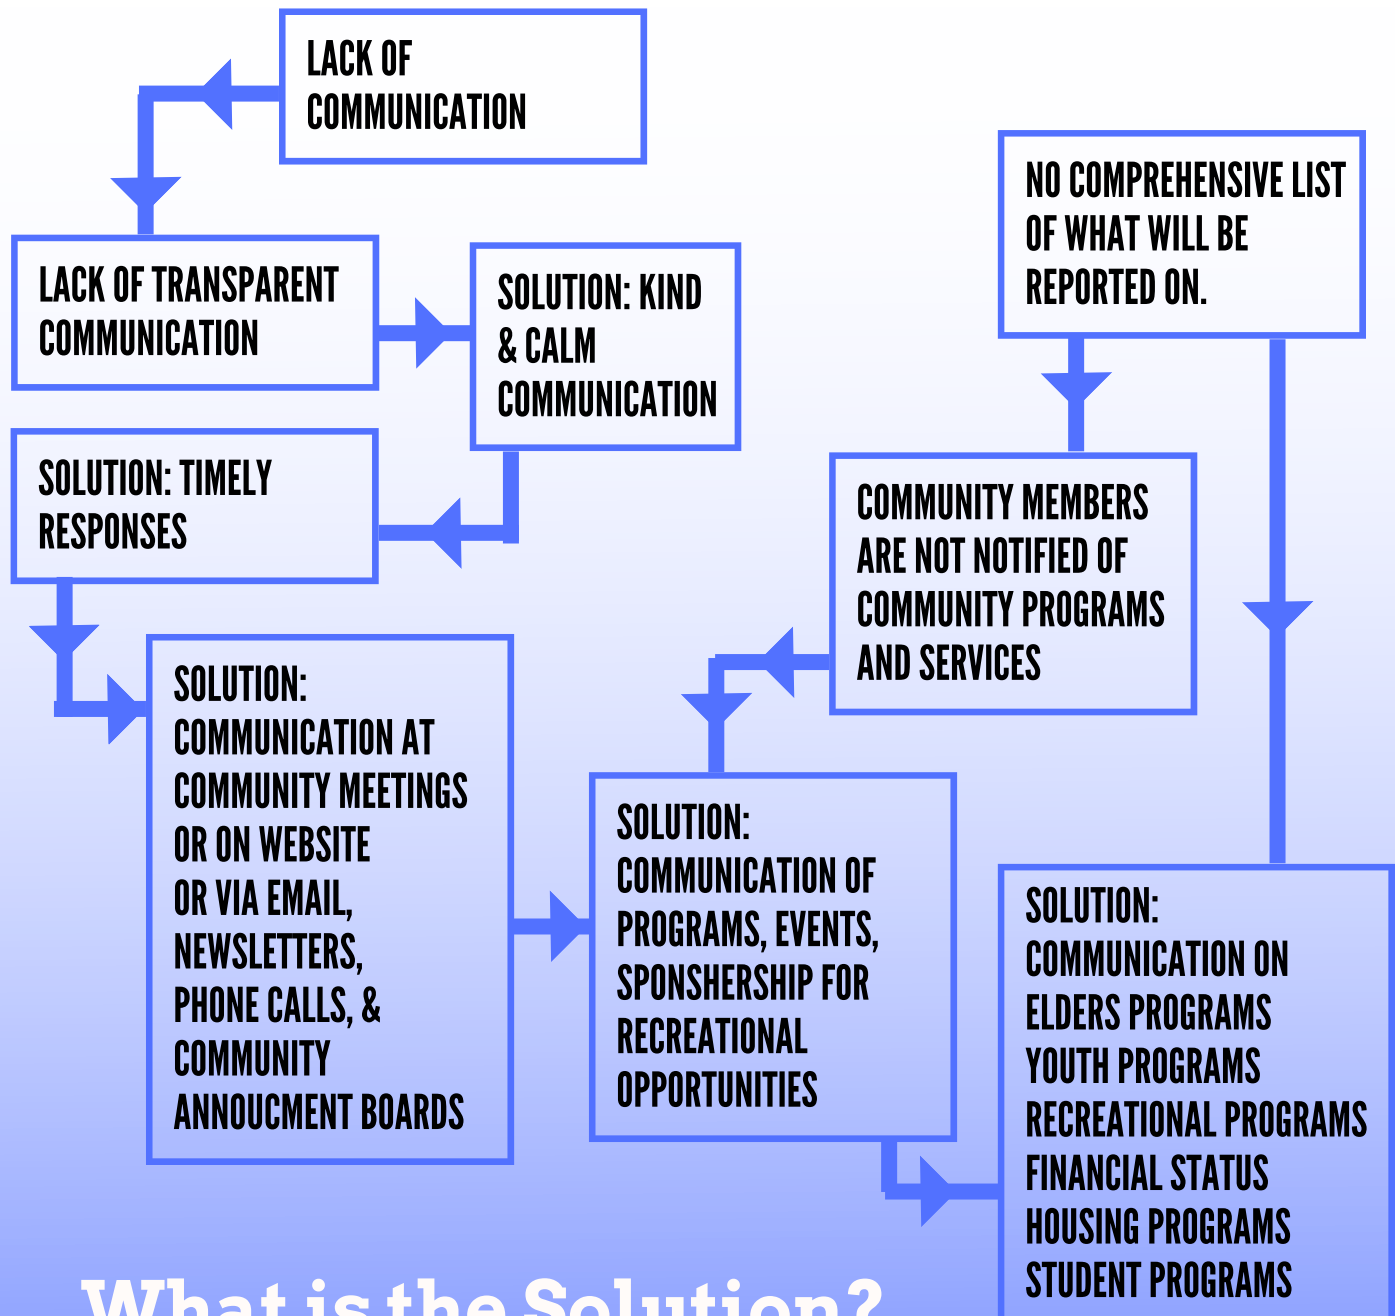 LACK OF
COMMUNICATION
NO COMPREHENSIVE LIST
OF WHAT WILL BE
REPORTED ON.
LACK OF TRANSPARENT
COMMUNICATION
SOLUTION: KIND
& CALM
COMMUNICATION
SOLUTION: TIMELY
RESPONSES
COMMUNITY MEMBERS
ARE NOT NOTIFIED OF
COMMUNITY PROGRAMS
AND SERVICES
SOLUTION:
COMMUNICATION AT
COMMUNITY MEETINGS
OR ON WEBSITE
OR VIA EMAIL,
NEWSLETTERS,
PHONE CALLS, &
COMMUNITY
ANNOUCMENT BOARDS
SOLUTION:
COMMUNICATION OF
PROGRAMS, EVENTS,
SPONSHERSHIP FOR
RECREATIONAL
OPPORTUNITIES
SOLUTION:
COMMUNICATION ON
ELDERS PROGRAMS
YOUTH PROGRAMS
RECREATIONAL PROGRAMS
FINANCIAL STATUS
HOUSING PROGRAMS
STUDENT PROGRAMS
What is the Solution?